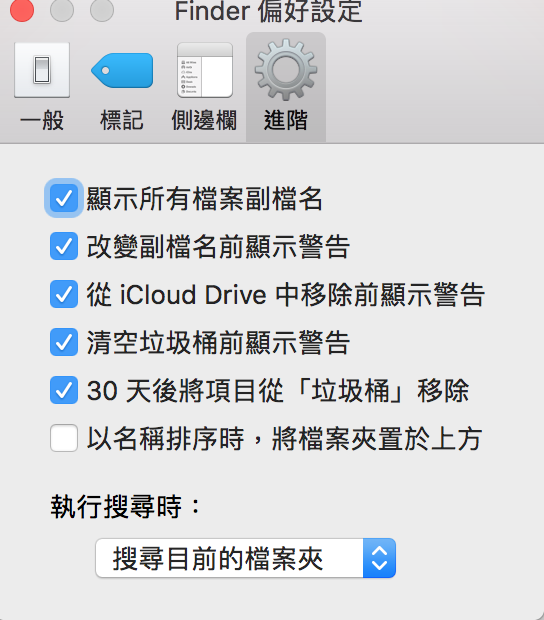 Finder 偏好設定
一般 標記 側邊欄 進階
顯示所有檔案副檔名
改變副檔名前顯示警告
從 iCloud Drive 中移除前顯示警告
清空垃圾桶前顯示警告
30 天後將項目從「垃圾桶」移除
以名稱排序時，將檔案夾置於上方
執行搜尋時：
搜尋目前的檔案夾